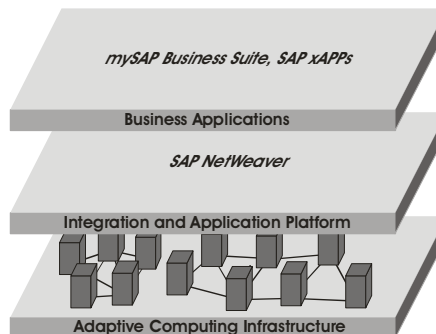 mySAP Business Suite, SAP xAPPs
Business Applications
SAP NetWeaver
Integration and Application Platform
Adaptive Computing Infrastructure